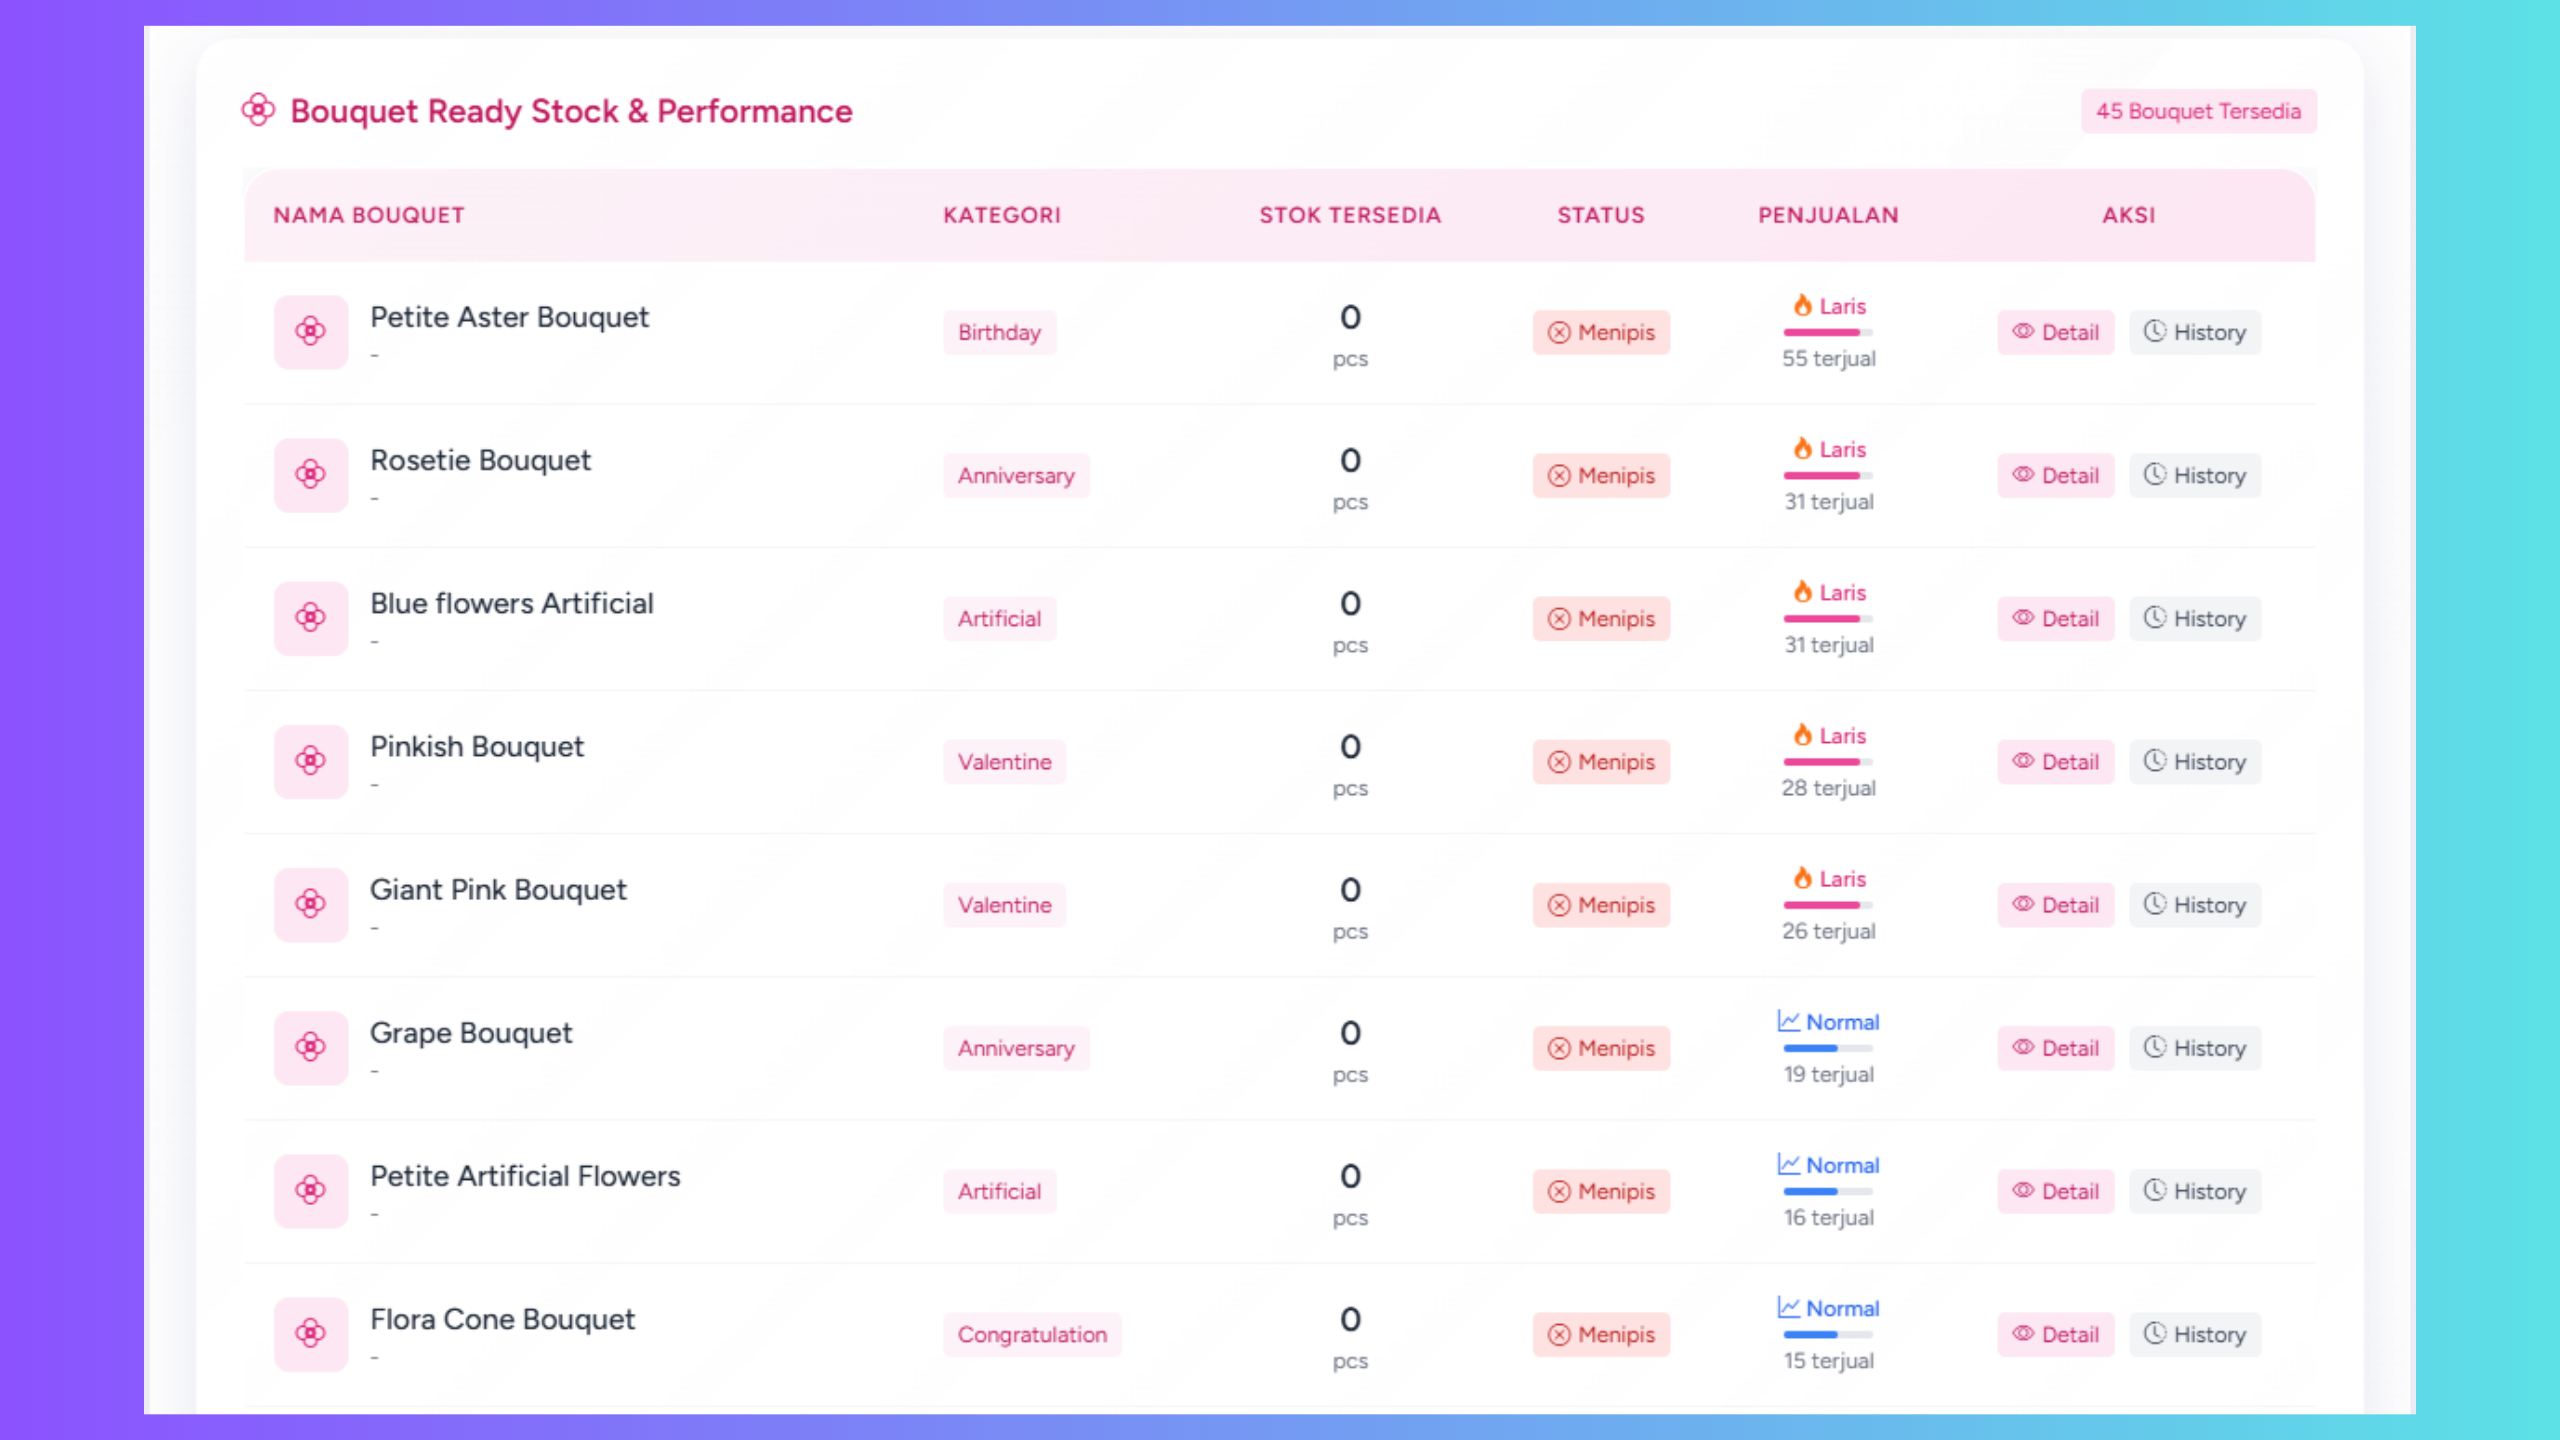 Bouquet Ready Stock & Performance
45 Bouquet Tersedia
NAMA BOUQUET KATEGORI STOK TERSEDIA STATUS PENJUALAN AKSI
Petite Aster Bouquet
-
Birthday
0
pcs
Menipis
Laris
55 terjual
Detail
History
Rosetie Bouquet
-
Anniversary
0
pcs
Menipis
Laris
31 terjual
Detail
History
Blue flowers Artificial
-
Artificial
0
pcs
Menipis
Laris
31 terjual
Detail
History
Pinkish Bouquet
-
Valentine
0
pcs
Menipis
Laris
28 terjual
Detail
History
Giant Pink Bouquet
-
Valentine
0
pcs
Menipis
Laris
26 terjual
Detail
History
Grape Bouquet
-
Anniversary
0
pcs
Menipis
Normal
19 terjual
Detail
History
Petite Artificial Flowers
-
Artificial
0
pcs
Menipis
Normal
16 terjual
Detail
History
Flora Cone Bouquet
-
Congratulation
0
pcs
Menipis
Normal
15 terjual
Detail
History